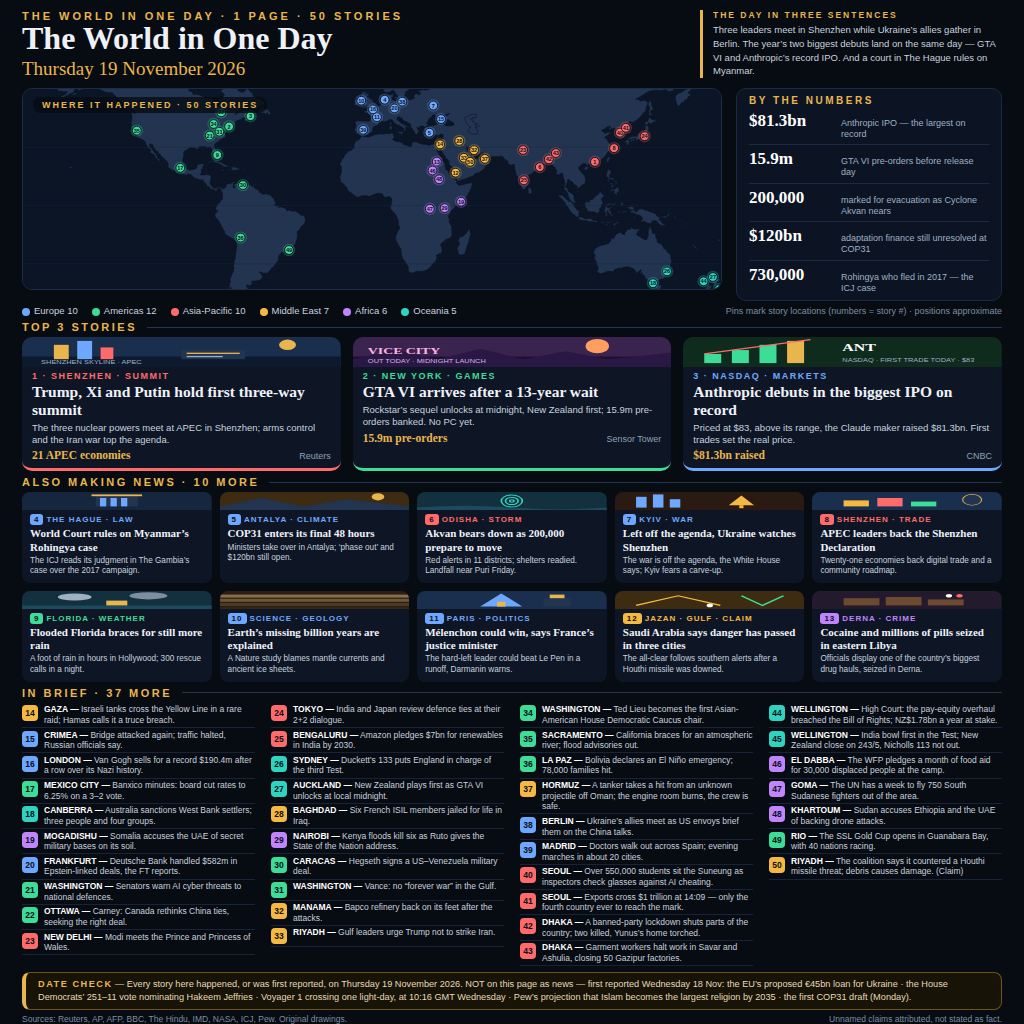 THE WORLD IN ONE DAY · 1 PAGE · 50 STORIES
The World in One Day
Thursday 19 November 2026
THE DAY IN THREE SENTENCES
Three leaders meet in Shenzhen while Ukraine's allies gather in
Berlin. The year's two biggest debuts land on the same day — GTA
VI and Anthropic's record IPO. And a court in The Hague rules on
Myanmar.
WHERE IT HAPPENED · 50 STORIES
BY THE NUMBERS
$81.3bn
Anthropic IPO — the largest on
record
15.9m
GTA VI pre-orders before release
day
200,000
marked for evacuation as Cyclone
Akvan nears
$120bn
adaptation finance still unresolved at
COP31
730,000
Rohingya who fled in 2017 — the
ICJ case
Europe 10
Americas 12
Asia-Pacific 10
Middle East 7
Africa 6
Oceania 5
Pins mark story locations (numbers = story #) · positions approximate
TOP 3 STORIES
SHENZHEN SKYLINE · APEC
1 · SHENZHEN · SUMMIT
Trump, Xi and Putin hold first three-way
summit
The three nuclear powers meet at APEC in Shenzhen; arms control
and the Iran war top the agenda.
21 APEC economies
Reuters
VICE CITY
OUT TODAY · MIDNIGHT LAUNCH
2 · NEW YORK · GAMES
GTA VI arrives after a 13-year wait
Rockstar's sequel unlocks at midnight, New Zealand first; 15.9m pre-
orders banked. No PC yet.
15.9m pre-orders
Sensor Tower
ANT
NASDAQ · FIRST TRADE TODAY · $83
3 · NASDAQ · MARKETS
Anthropic debuts in the biggest IPO on
record
Priced at $83, above its range, the Claude maker raised $81.3bn. First
trades set the real price.
$81.3bn raised
CNBC
ALSO MAKING NEWS · 10 MORE
4 THE HAGUE · LAW
World Court rules on Myanmar's
Rohingya case
The ICJ reads its judgment in The Gambia's
case over the 2017 campaign.
5 ANTALYA · CLIMATE
COP31 enters its final 48 hours
Ministers take over in Antalya; 'phase out' and
$120bn still open.
6 ODISHA · STORM
Akvan bears down as 200,000
prepare to move
Red alerts in 11 districts; shelters readied.
Landfall near Puri Friday.
7 KYIV · WAR
Left off the agenda, Ukraine watches
Shenzhen
The war is off the agenda, the White House
says; Kyiv fears a carve-up.
8 SHENZHEN · TRADE
APEC leaders back the Shenzhen
Declaration
Twenty-one economies back digital trade and a
community roadmap.
9 FLORIDA · WEATHER
Flooded Florida braces for still more
rain
A foot of rain in hours in Hollywood; 300 rescue
calls in a night.
10 SCIENCE · GEOLOGY
Earth's missing billion years are
explained
A Nature study blames mantle currents and
ancient ice sheets.
11 PARIS · POLITICS
Mélenchon could win, says France's
justice minister
The hard-left leader could beat Le Pen in a
runoff, Darmanin warns.
12 JAZAN · GULF · CLAIM
Saudi Arabia says danger has passed
in three cities
The all-clear follows southern alerts after a
Houthi missile was downed.
13 DERNA · CRIME
Cocaine and millions of pills seized
in eastern Libya
Officials display one of the country's biggest
drug hauls, seized in Derna.
IN BRIEF · 37 MORE
14 GAZA — Israeli tanks cross the Yellow Line in a rare
raid; Hamas calls it a truce breach.
15 CRIMEA — Bridge attacked again; traffic halted,
Russian officials say.
16 LONDON — Van Gogh sells for a record $190.4m after
a row over its Nazi history.
17 MEXICO CITY — Banxico minutes: board cut rates to
6.25% on a 3–2 vote.
18 CANBERRA — Australia sanctions West Bank settlers;
three people and four groups.
19 MOGADISHU — Somalia accuses the UAE of secret
military bases on its soil.
20 FRANKFURT — Deutsche Bank handled $582m in
Epstein-linked deals, the FT reports.
21 WASHINGTON — Senators warn AI cyber threats to
national defences.
22 OTTAWA — Carney: Canada rethinks China ties,
seeking the right deal.
23 NEW DELHI — Modi meets the Prince and Princess of
Wales.
24 TOKYO — India and Japan review defence ties at their
2+2 dialogue.
25 BENGALURU — Amazon pledges $7bn for renewables
in India by 2030.
26 SYDNEY — Duckett's 133 puts England in charge of
the third Test.
27 AUCKLAND — New Zealand plays first as GTA VI
unlocks at local midnight.
28 BAGHDAD — Six French ISIL members jailed for life in
Iraq.
29 NAIROBI — Kenya floods kill six as Ruto gives the
State of the Nation address.
30 CARACAS — Hegseth signs a US–Venezuela military
deal.
31 WASHINGTON — Vance: no "forever war" in the Gulf.
32 MANAMA — Bapco refinery back on its feet after the
attacks.
33 RIYADH — Gulf leaders urge Trump not to strike Iran.
34 WASHINGTON — Ted Lieu becomes the first Asian-
American House Democratic Caucus chair.
35 SACRAMENTO — California braces for an atmospheric
river; flood advisories out.
36 LA PAZ — Bolivia declares an El Niño emergency;
78,000 families hit.
37 HORMUZ — A tanker takes a hit from an unknown
projectile off Oman; the engine room burns, the crew is
safe.
38 BERLIN — Ukraine's allies meet as US envoys brief
them on the China talks.
39 MADRID — Doctors walk out across Spain; evening
marches in about 20 cities.
40 SEOUL — Over 550,000 students sit the Suneung as
inspectors check glasses against AI cheating.
41 SEOUL — Exports cross $1 trillion at 14:09 — only the
fourth country ever to reach the mark.
42 DHAKA — A banned-party lockdown shuts parts of the
country; two killed, Yunus's home torched.
43 DHAKA — Garment workers halt work in Savar and
Ashulia, closing 50 Gazipur factories.
44 WELLINGTON — High Court: the pay-equity overhaul
breached the Bill of Rights; NZ$1.78bn a year at stake.
45 WELLINGTON — India bowl first in the Test; New
Zealand close on 243/5, Nicholls 113 not out.
46 EL DABBA — The WFP pledges a month of food aid
for 30,000 displaced people at the camp.
47 GOMA — The UN has a week to fly 750 South
Sudanese fighters out of the area.
48 KHARTOUM — Sudan accuses Ethiopia and the UAE
of backing drone attacks.
49 RIO — The SSL Gold Cup opens in Guanabara Bay,
with 40 nations racing.
50 RIYADH — The coalition says it countered a Houthi
missile threat; debris causes damage. (Claim)
DATE CHECK — Every story here happened, or was first reported, on Thursday 19 November 2026. NOT on this page as news — first reported Wednesday 18 Nov: the EU's proposed €45bn loan for Ukraine · the House
Democrats' 251–11 vote nominating Hakeem Jeffries · Voyager 1 crossing one light-day, at 10:16 GMT Wednesday · Pew's projection that Islam becomes the largest religion by 2035 · the first COP31 draft (Monday).
Sources: Reuters, AP, AFP, BBC, The Hindu, IMD, NASA, ICJ, Pew. Original drawings.
Unnamed claims attributed, not stated as fact.